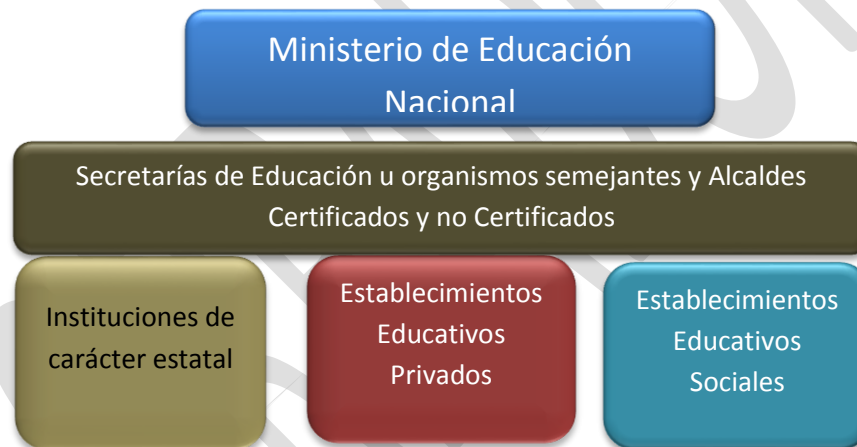 Ministerio de Educación
Nacional
Secretarías de Educación u organismos semejantes y Alcaldes
Certificados y no Certificados
Instituciones de
carácter estatal
Establecimientos
Educativos
Privados
Establecimientos
Educativos
Sociales